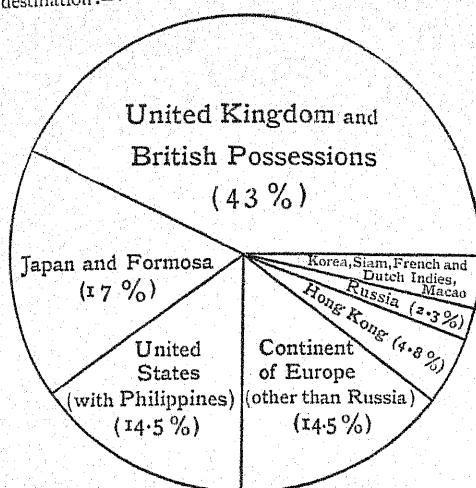 destination:—
United Kingdom and
British Possessions
(43%)
Japan and Formosa
(17%)
United
States
(with Philippines)
(14·5%)
Continent
of Europe
(other than Russia)
(14·5%)
Hong Kong (4·8%)
Russia (2·3%)
Korea, Siam, French and
Dutch Indies,
Macao